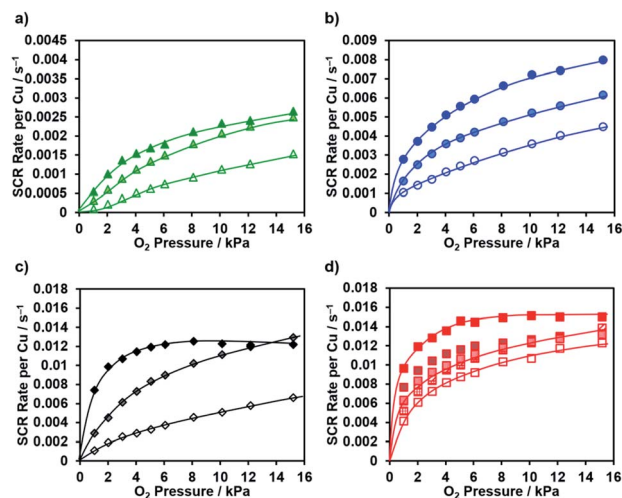 a)
SCR Rate per Cu / s⁻¹
0.0045
0.004
0.0035
0.003
0.0025
0.002
0.0015
0.001
0.0005
0
0 2 4 6 8 10 12 14 16
O₂ Pressure / kPa
b)
SCR Rate per Cu / s⁻¹
0.009
0.008
0.007
0.006
0.005
0.004
0.003
0.002
0.001
0
0 2 4 6 8 10 12 14 16
O₂ Pressure / kPa
c)
SCR Rate per Cu / s⁻¹
0.018
0.016
0.014
0.012
0.01
0.008
0.006
0.004
0.002
0
0 2 4 6 8 10 12 14 16
O₂ Pressure / kPa
d)
SCR Rate per Cu / s⁻¹
0.018
0.016
0.014
0.012
0.01
0.008
0.006
0.004
0.002
0
0 2 4 6 8 10 12 14 16
O₂ Pressure / kPa